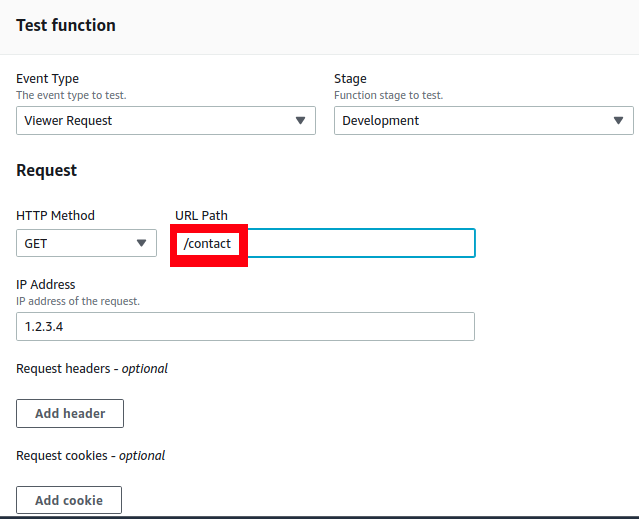 Test function
Event Type
The event type to test.
Viewer Request
Stage
Function stage to test.
Development
Request
HTTP Method
GET
URL Path
/contact
IP Address
IP address of the request.
1.2.3.4
Request headers - optional
Add header
Request cookies - optional
Add cookie